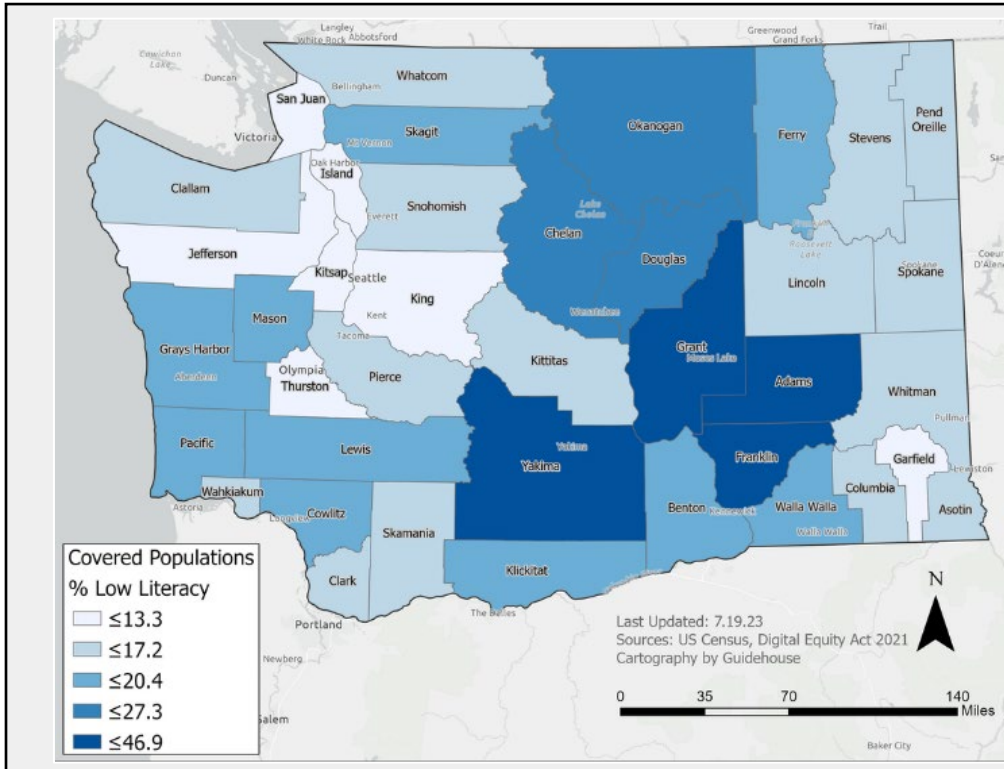 Langley
White Rock
Abbotsford
Greenwood
Grand Forks
Trail
Cowichan
Lake
Duncan
San Juan
Bellingham
Whatcom
Victoria
Mt Vernon
Skagit
Okanogan
Ferry
Stevens
Pend
Oreille
Oak Harbor
Island
Clallam
Everett
Snohomish
Lake
Chelan
Chelan
Douglas
Roosevelt
Lake
Spokane
Spokane
Coeur
D'Alene
Jefferson
Kitsap
Seattle
King
Lincoln
Kent
Wenatchee
Mason
Tacoma
Grays Harbor
Aberdeen
Olympia
Thurston
Pierce
Kittitas
Grant
Moses Lake
Adams
Whitman
Pullman
Pacific
Lewis
Yakima
Yakima
Franklin
Garfield
Lewiston
Wahkiakum
Astoria
Longview
Cowlitz
Skamania
Benton
Kennewick
Walla Walla
Walla Walla
Columbia
Asotin
Clark
Klickitat
The Dalles
Portland
Newberg
Salem
Baker City
Covered Populations
% Low Literacy
≤13.3
≤17.2
≤20.4
≤27.3
≤46.9
N
Last Updated: 7.19.23
Sources: US Census, Digital Equity Act 2021
Cartography by Guidehouse
0 35 70 140
Miles